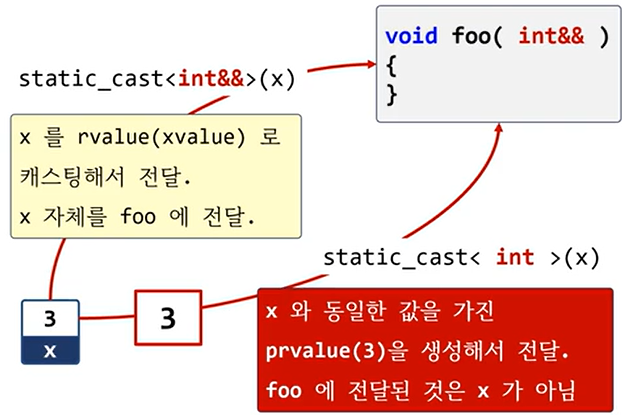 void foo( int&& )
{
}
static_cast<int&&>(x)
x 를 rvalue(xvalue) 로
캐스팅해서 전달.
x 자체를 foo 에 전달.
static_cast< int >(x)
3
x
3
x 와 동일한 값을 가진
prvalue(3)을 생성해서 전달.
foo 에 전달된 것은 x 가 아님